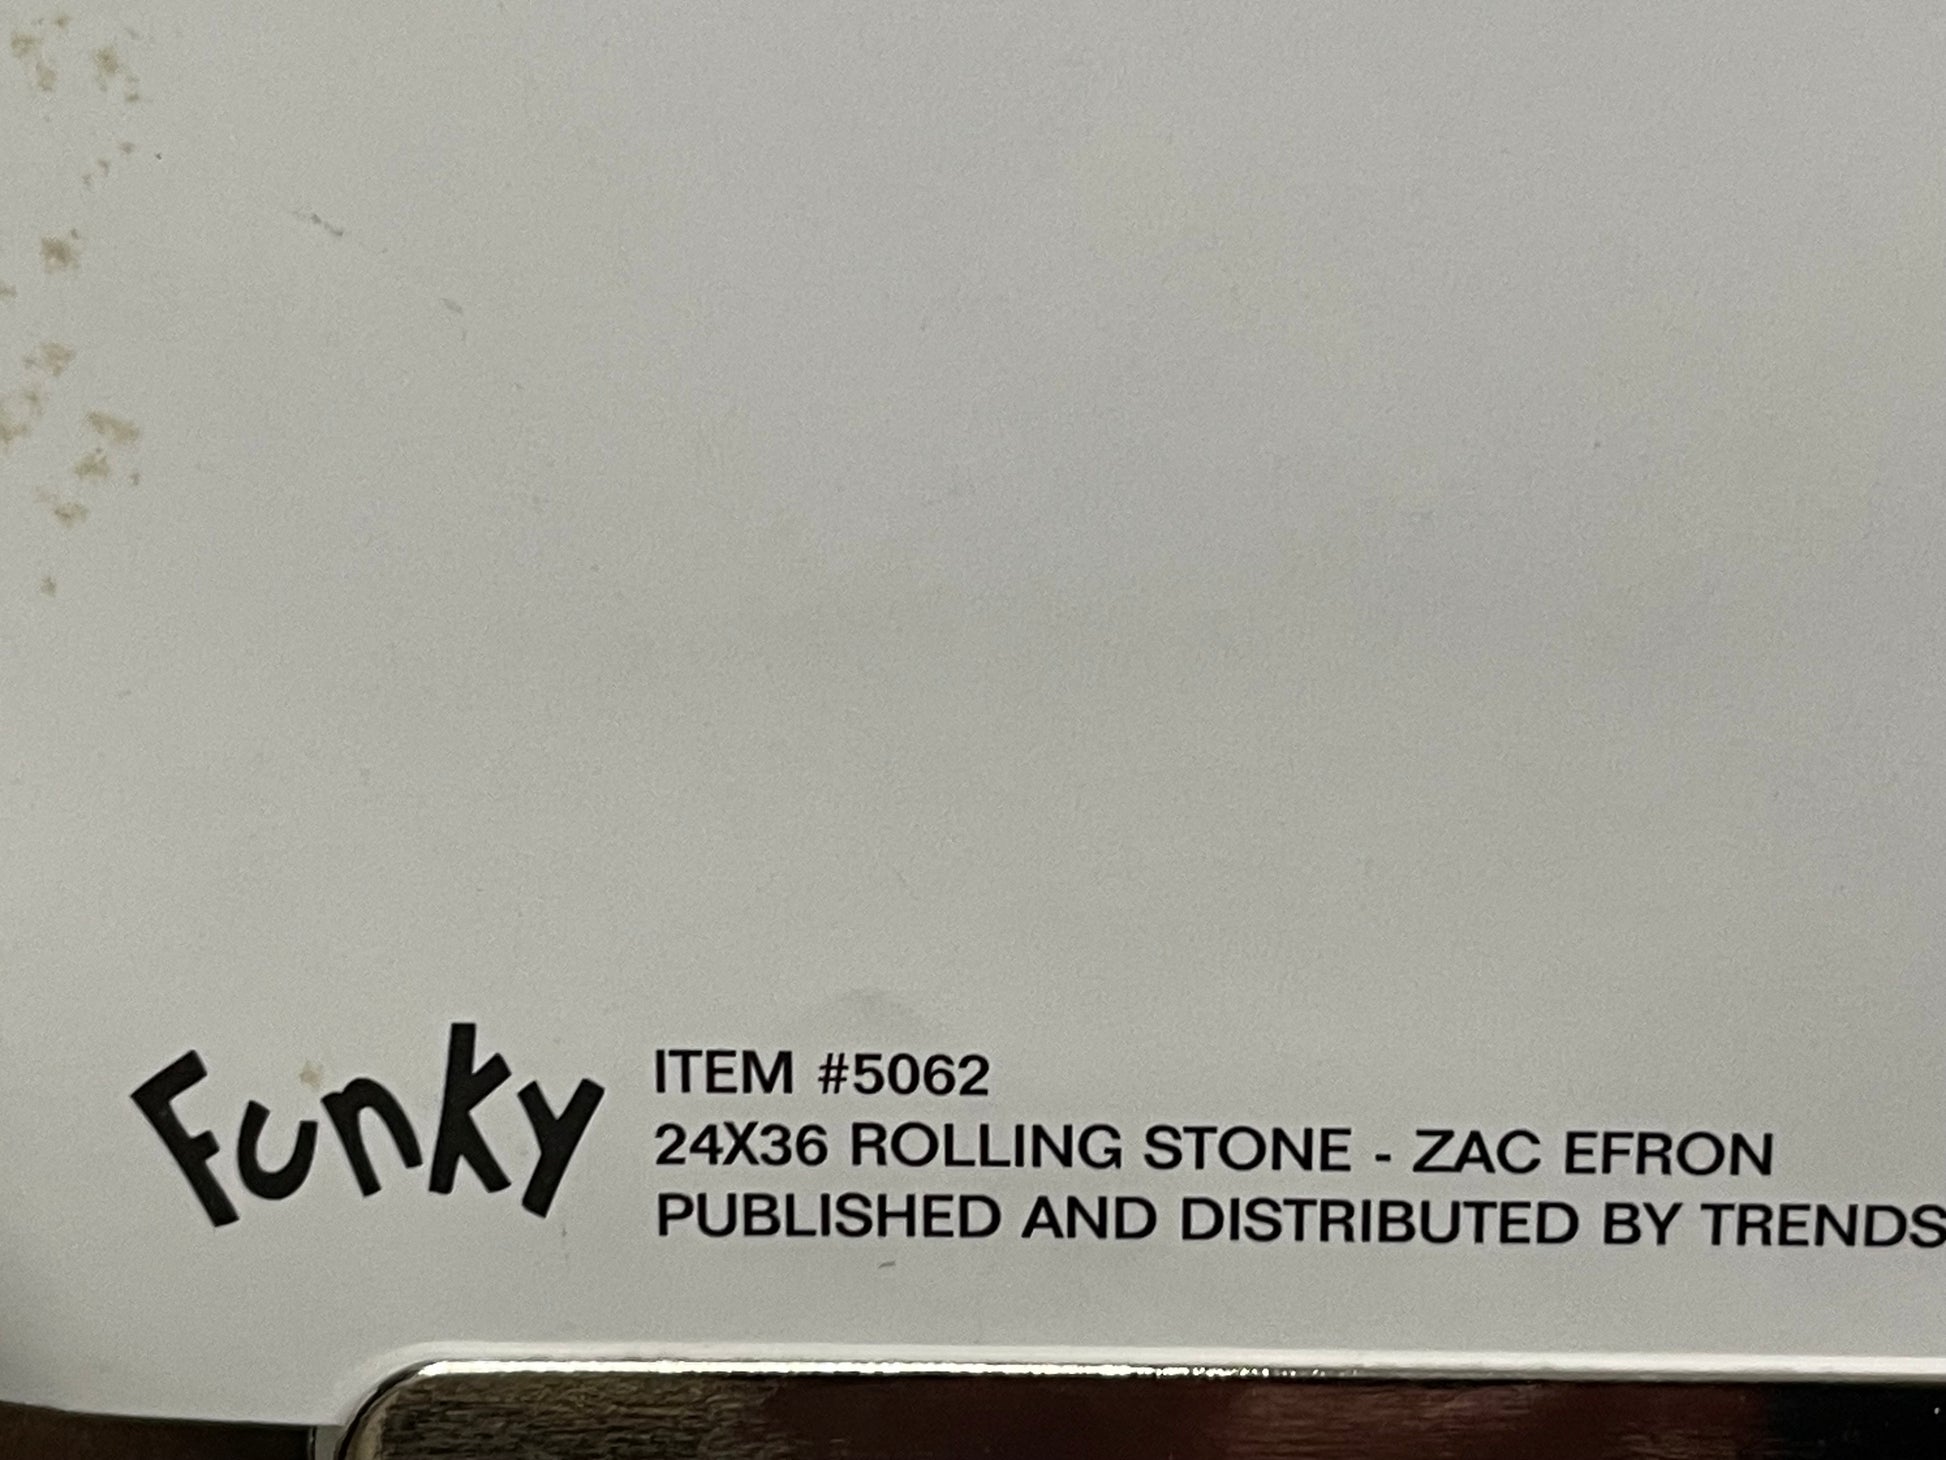 Funky
ITEM #5062
24X36 ROLLING STONE - ZAC EFRON
PUBLISHED AND DISTRIBUTED BY TRENDS